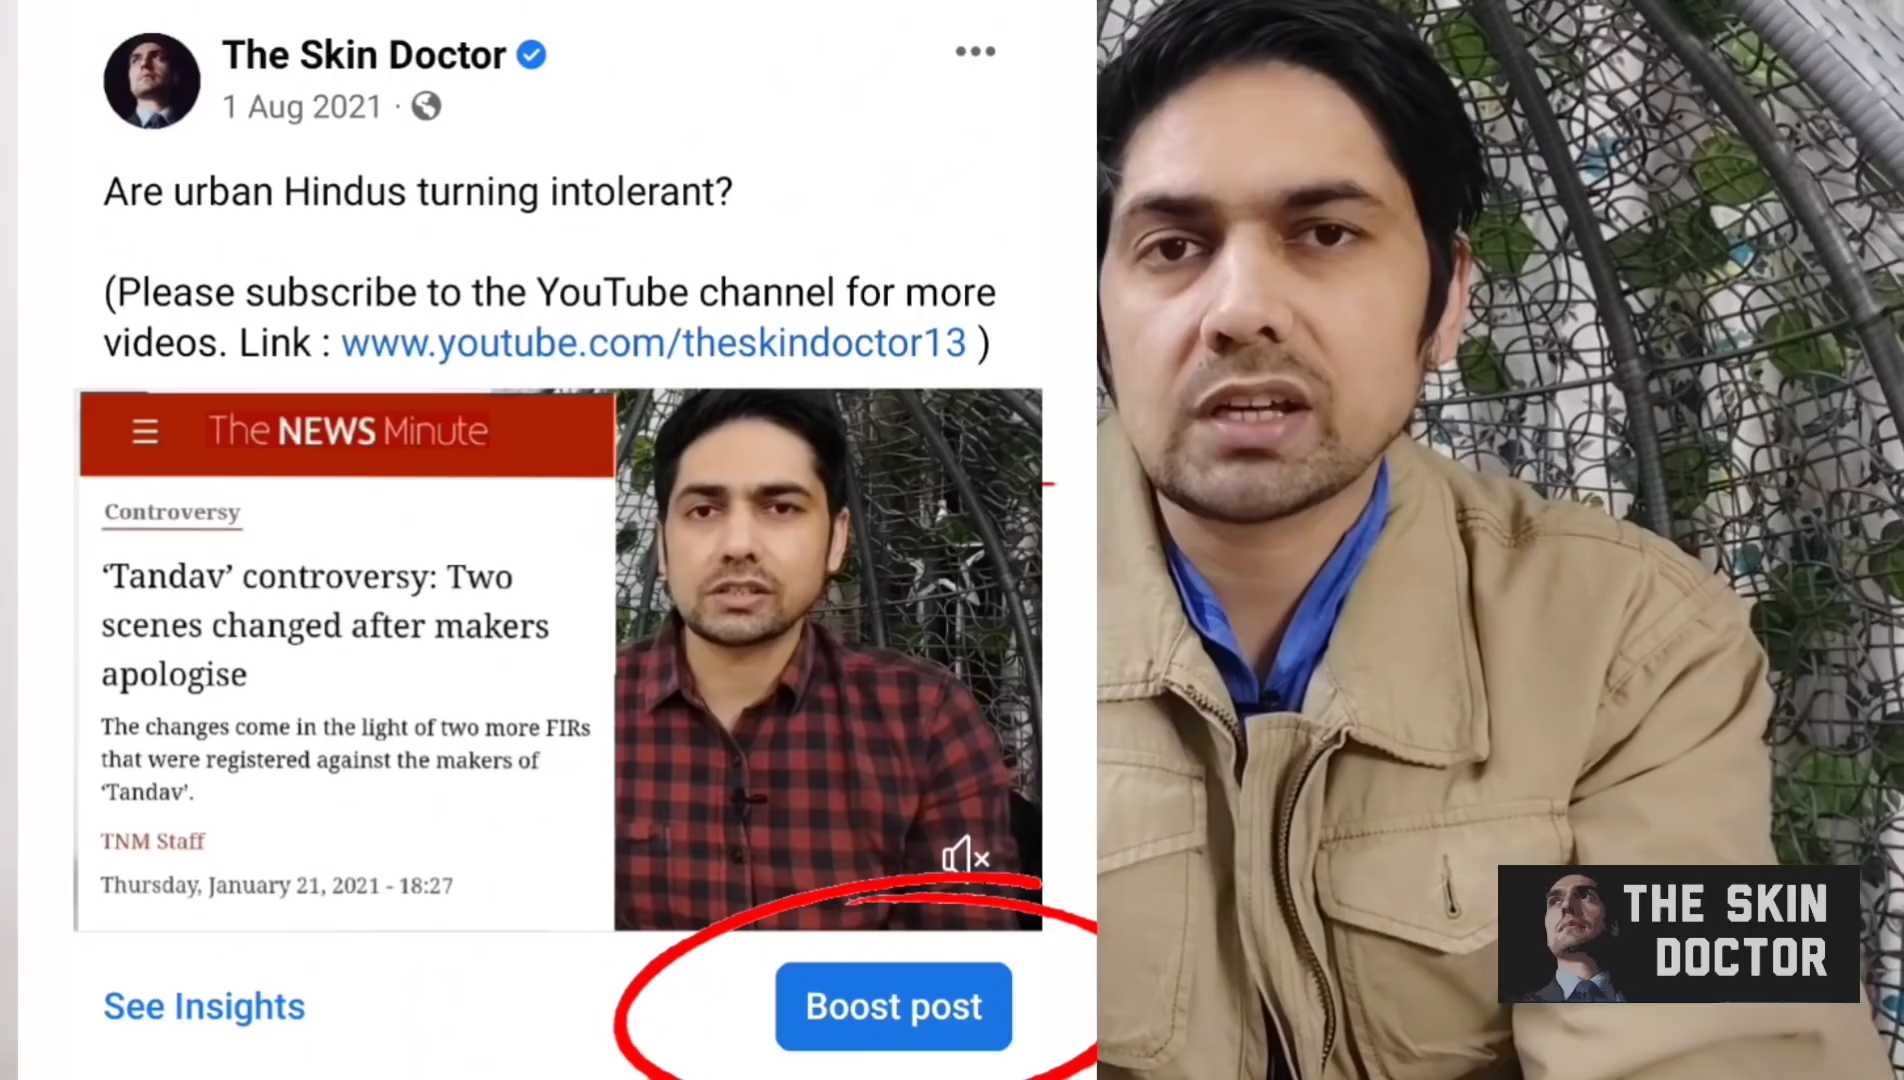 The Skin Doctor
1 Aug 2021 ·
Are urban Hindus turning intolerant?
(Please subscribe to the YouTube channel for more
videos. Link : www.youtube.com/theskindoctor13 )
The NEWS Minute
Controversy
‘Tandav’ controversy: Two
scenes changed after makers
apologise
The changes come in the light of two more FIRs
that were registered against the makers of
‘Tandav’.
TNM Staff
Thursday, January 21, 2021 - 18:27
See Insights
Boost post
THE SKIN
DOCTOR